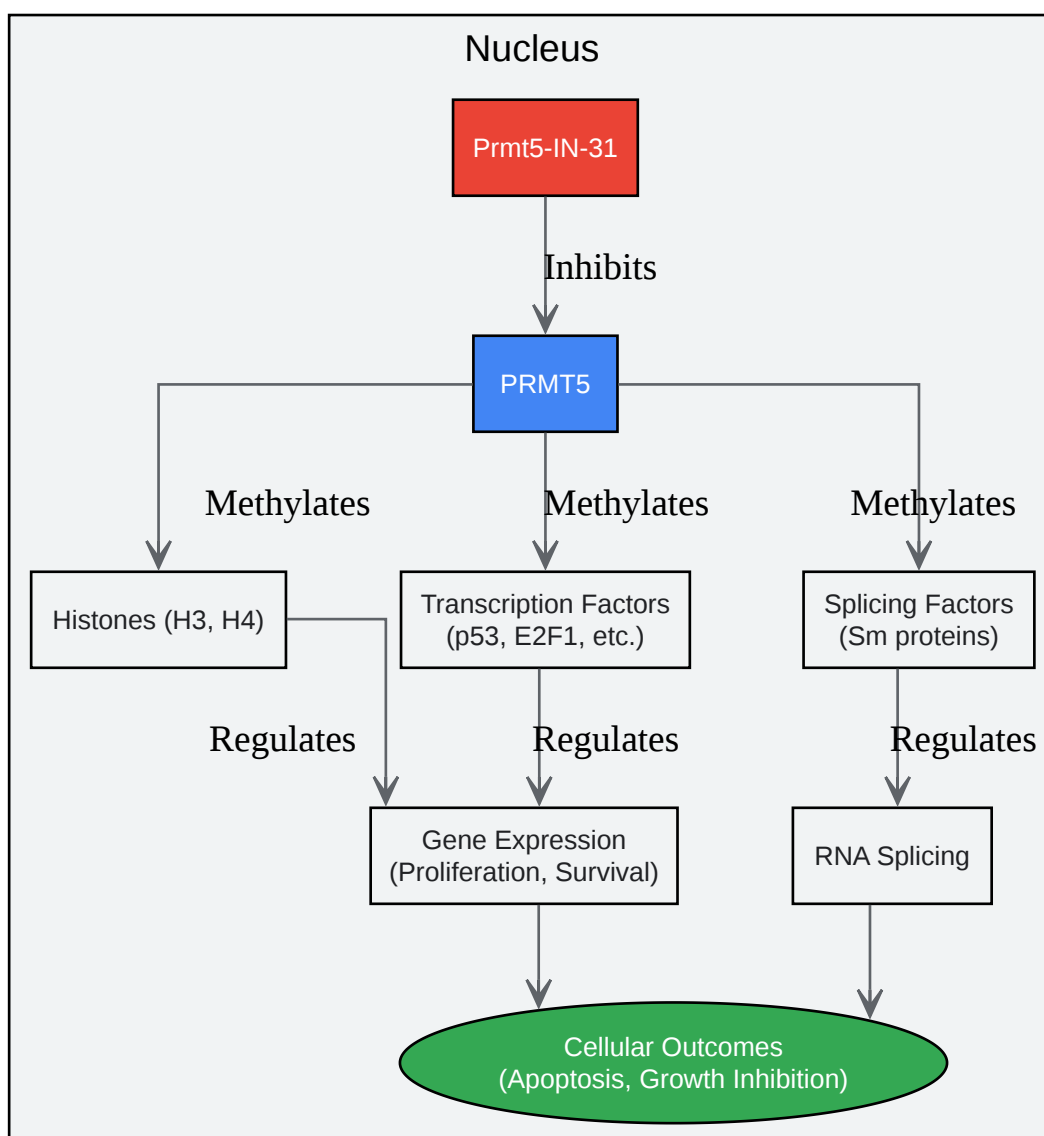 Nucleus
Prmt5-IN-31
Inhibits
PRMT5
Methylates
Methylates
Methylates
Histones (H3, H4)
Transcription Factors
(p53, E2F1, etc.)
Splicing Factors
(Sm proteins)
Regulates
Regulates
Regulates
Gene Expression
(Proliferation, Survival)
RNA Splicing
Cellular Outcomes
(Apoptosis, Growth Inhibition)